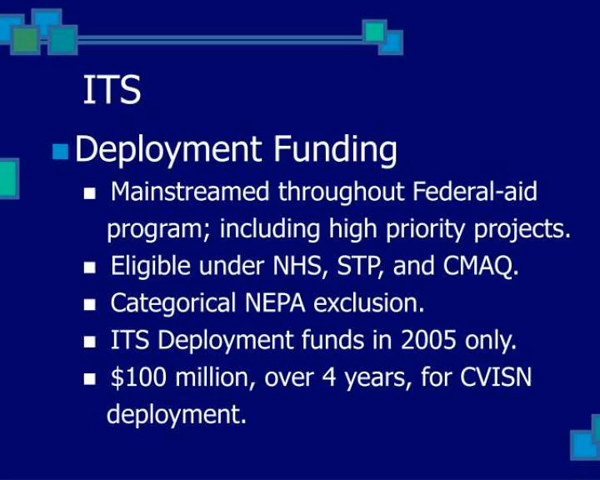 ITS
Deployment Funding
Mainstreamed throughout Federal-aid
program; including high priority projects.
Eligible under NHS, STP, and CMAQ.
Categorical NEPA exclusion.
ITS Deployment funds in 2005 only.
$100 million, over 4 years, for CVISN
deployment.